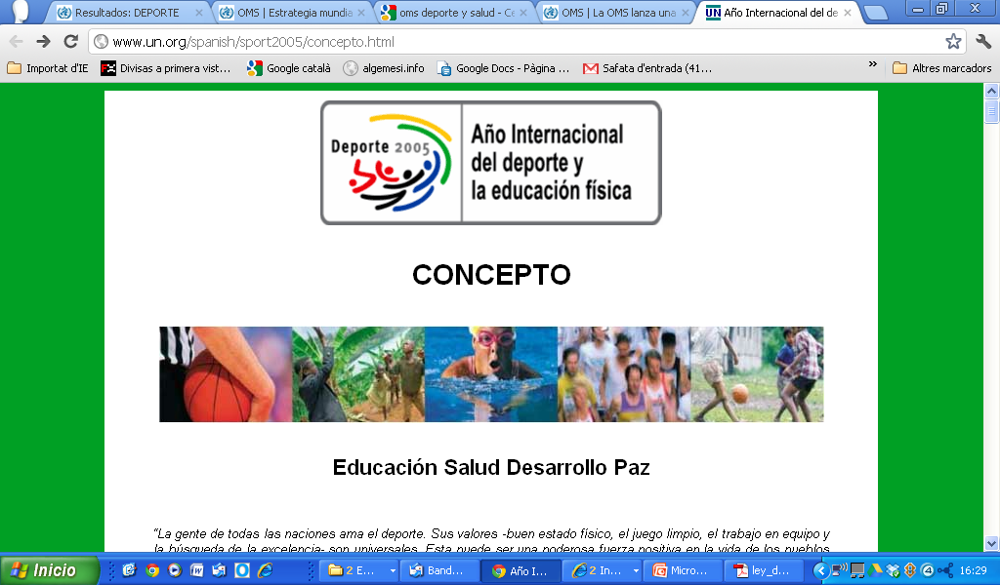 Resultados: DEPORTE
OMS | Estrategia mundia
oms deporte y salud - Ce
OMS | La OMS lanza una
UN Año Internacional del de
www.un.org/spanish/sport2005/concepto.html
Importat d'IE
Divisas a primera vist...
Google català
algemesi.info
Google Docs - Pàgina ...
Safata d'entrada (41...
»
Altres marcadors
Deporte 2005
Año Internacional
del deporte y
la educación física
CONCEPTO
Educación Salud Desarrollo Paz
“La gente de todas las naciones ama el deporte. Sus valores -buen estado físico, el juego limpio, el trabajo en equipo y
la búsqueda de la excelencia- son universales. Esta puede ser una poderosa fuerza positiva en la vida de los pueblos
Inicio
2 E...
Band...
Año I...
2 In...
Micro...
ley_d...
16:29